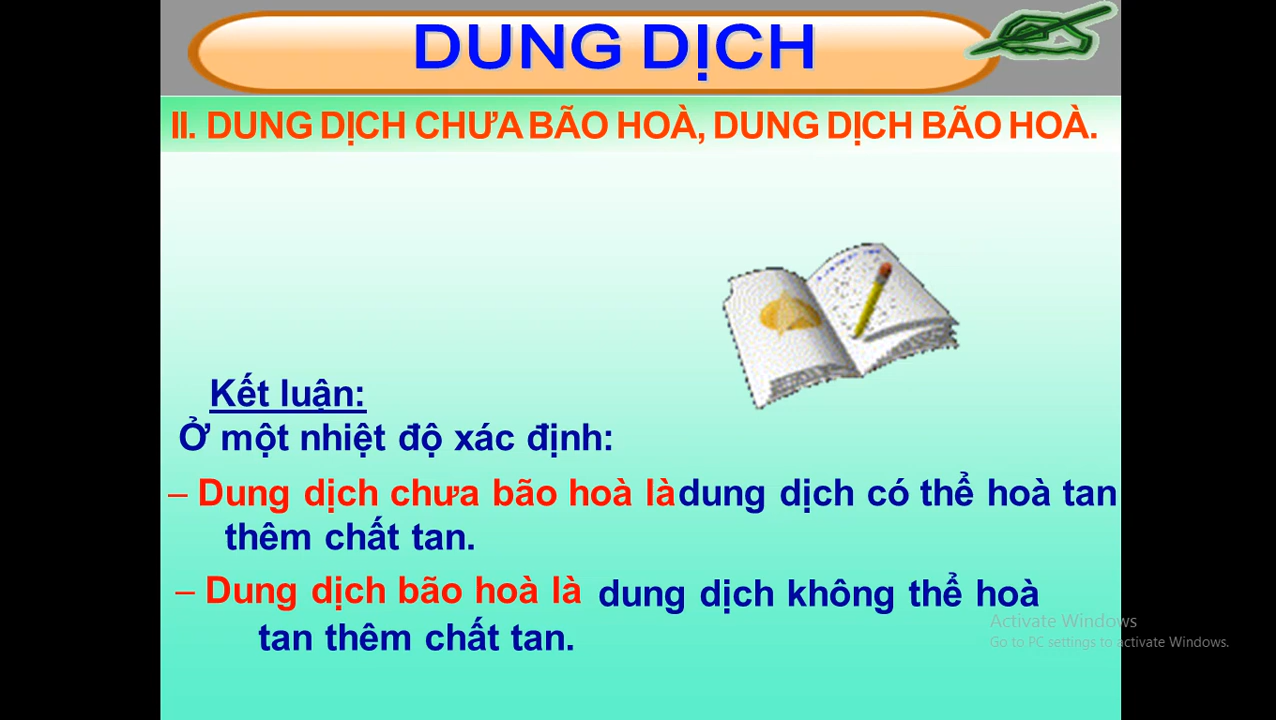 DUNG DỊCH
II. DUNG DỊCH CHƯA BÃO HOÀ, DUNG DỊCH BÃO HOÀ.
Kết luận:
Ở một nhiệt độ xác định:
– Dung dịch chưa bão hoà là dung dịch có thể hoà tan
thêm chất tan.
– Dung dịch bão hoà là dung dịch không thể hoà
tan thêm chất tan.
Activate Windows
Go to PC settings to activate Windows.